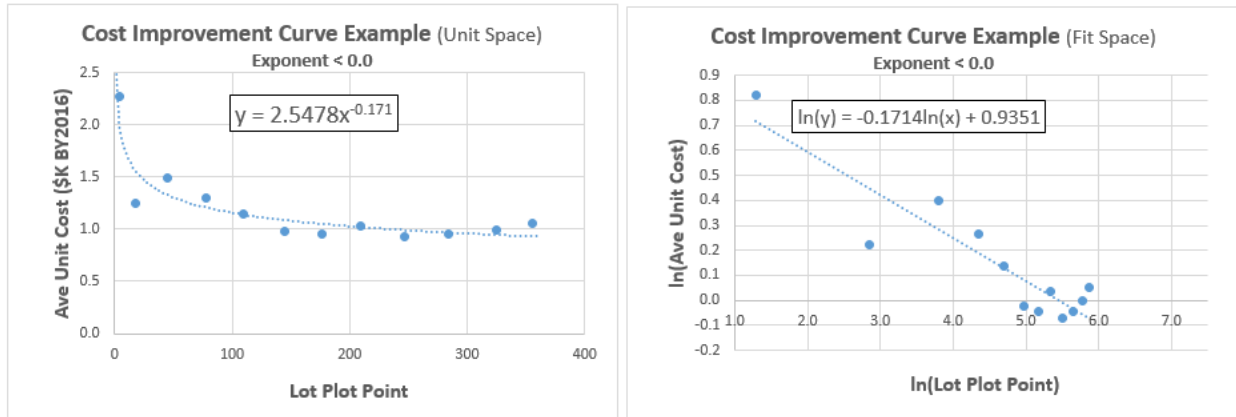 Cost Improvement Curve Example (Unit Space)
Exponent < 0.0
2.5
2.0
1.5
1.0
0.5
0.0
y = 2.5478x^-0.171
Ave Unit Cost ($K BY2016)
0 100 200 300 400
Lot Plot Point
Cost Improvement Curve Example (Fit Space)
Exponent < 0.0
0.9
0.8
0.7
0.6
0.5
0.4
0.3
0.2
0.1
0.0
-0.1
-0.2
ln(y) = -0.1714ln(x) + 0.9351
ln(Ave Unit Cost)
1.0 2.0 3.0 4.0 5.0 6.0 7.0
ln(Lot Plot Point)